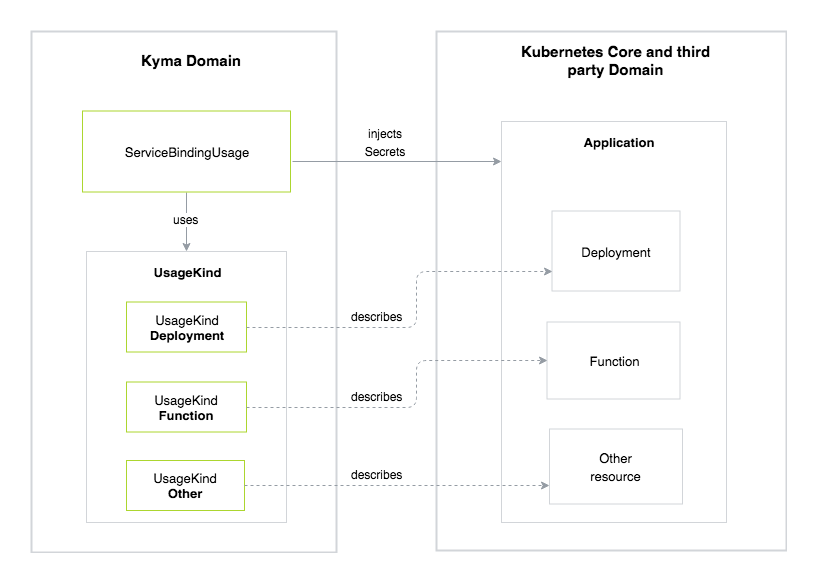 Kyma Domain
Kubernetes Core and third
party Domain
ServiceBindingUsage
injects
Secrets
Application
uses
UsageKind
Deployment
UsageKind
Deployment
describes
Function
UsageKind
Function
describes
Other
resource
UsageKind
Other
describes